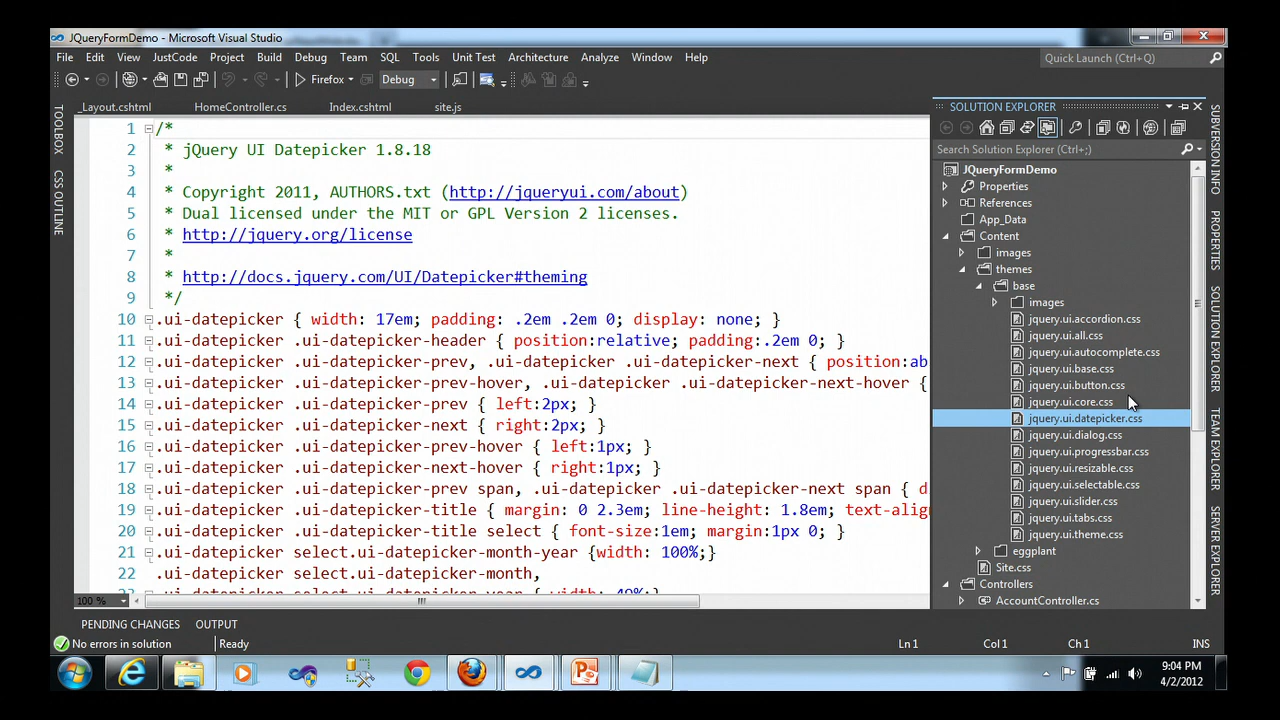 JQueryFormDemo - Microsoft Visual Studio
File Edit View JustCode Project Build Debug Team SQL Tools Unit Test Architecture Analyze Window Help
Quick Launch (Ctrl+Q)
Firefox
Debug
_Layout.cshtml HomeController.cs Index.cshtml site.js
TOOLBOX
CSS OUTLINE
1 /*
2 * jQuery UI Datepicker 1.8.18
3 *
4 * Copyright 2011, AUTHORS.txt (http://jqueryui.com/about)
5 * Dual licensed under the MIT or GPL Version 2 licenses.
6 * http://jquery.org/license
7 *
8 * http://docs.jquery.com/UI/Datepicker#theming
9 */
10 .ui-datepicker { width: 17em; padding: .2em .2em 0; display: none; }
11 .ui-datepicker .ui-datepicker-header { position:relative; padding:.2em 0; }
12 .ui-datepicker .ui-datepicker-prev, .ui-datepicker .ui-datepicker-next { position:ab
13 .ui-datepicker .ui-datepicker-prev-hover, .ui-datepicker .ui-datepicker-next-hover {
14 .ui-datepicker .ui-datepicker-prev { left:2px; }
15 .ui-datepicker .ui-datepicker-next { right:2px; }
16 .ui-datepicker .ui-datepicker-prev-hover { left:1px; }
17 .ui-datepicker .ui-datepicker-next-hover { right:1px; }
18 .ui-datepicker .ui-datepicker-prev span, .ui-datepicker .ui-datepicker-next span { d
19 .ui-datepicker .ui-datepicker-title { margin: 0 2.3em; line-height: 1.8em; text-alig
20 .ui-datepicker .ui-datepicker-title select { font-size:1em; margin:1px 0; }
21 .ui-datepicker select.ui-datepicker-month-year {width: 100%;}
22 .ui-datepicker select.ui-datepicker-month,
23 .ui-datepicker select.ui-datepicker-year { width: 49%;}
100 %
SOLUTION EXPLORER
Search Solution Explorer (Ctrl+;)
JQueryFormDemo
Properties
References
App_Data
Content
images
themes
base
images
jquery.ui.accordion.css
jquery.ui.all.css
jquery.ui.autocomplete.css
jquery.ui.base.css
jquery.ui.button.css
jquery.ui.core.css
jquery.ui.datepicker.css
jquery.ui.dialog.css
jquery.ui.progressbar.css
jquery.ui.resizable.css
jquery.ui.selectable.css
jquery.ui.slider.css
jquery.ui.tabs.css
jquery.ui.theme.css
eggplant
Site.css
Controllers
AccountController.cs
SUBVERSION INFO
PROPERTIES
SOLUTION EXPLORER
TEAM EXPLORER
SERVER EXPLORER
PENDING CHANGES OUTPUT
No errors in solution Ready Ln 1 Col 1 Ch 1 INS
9:04 PM
4/2/2012